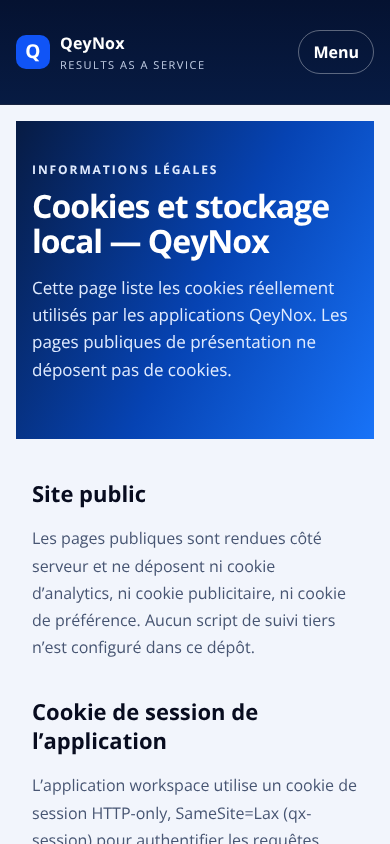 Q
QeyNox
RESULTS AS A SERVICE
Menu
INFORMATIONS LÉGALES
Cookies et stockage
local — QeyNox
Cette page liste les cookies réellement
utilisés par les applications QeyNox. Les
pages publiques de présentation ne
déposent pas de cookies.
Site public
Les pages publiques sont rendues côté
serveur et ne déposent ni cookie
d’analytics, ni cookie publicitaire, ni cookie
de préférence. Aucun script de suivi tiers
n’est configuré dans ce dépôt.
Cookie de session de
l’application
L’application workspace utilise un cookie de
session HTTP-only, SameSite=Lax (qx-
session) pour authentifier les requêtes